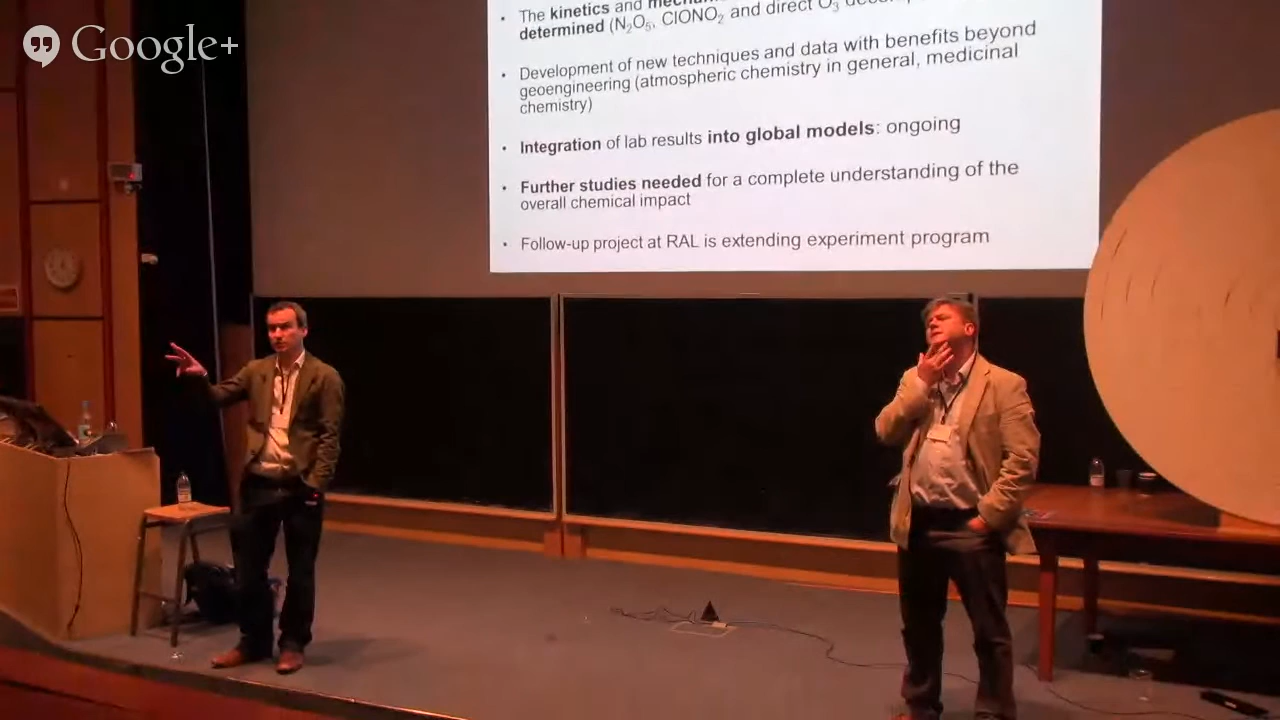 Google+
• The kinetics and
determined (N₂O₅, ClONO₂ and direct O₃
• Development of new techniques and data with benefits beyond
geoengineering (atmospheric chemistry in general, medicinal
chemistry)
• Integration of lab results into global models: ongoing
• Further studies needed for a complete understanding of the
overall chemical impact
• Follow-up project at RAL is extending experiment program